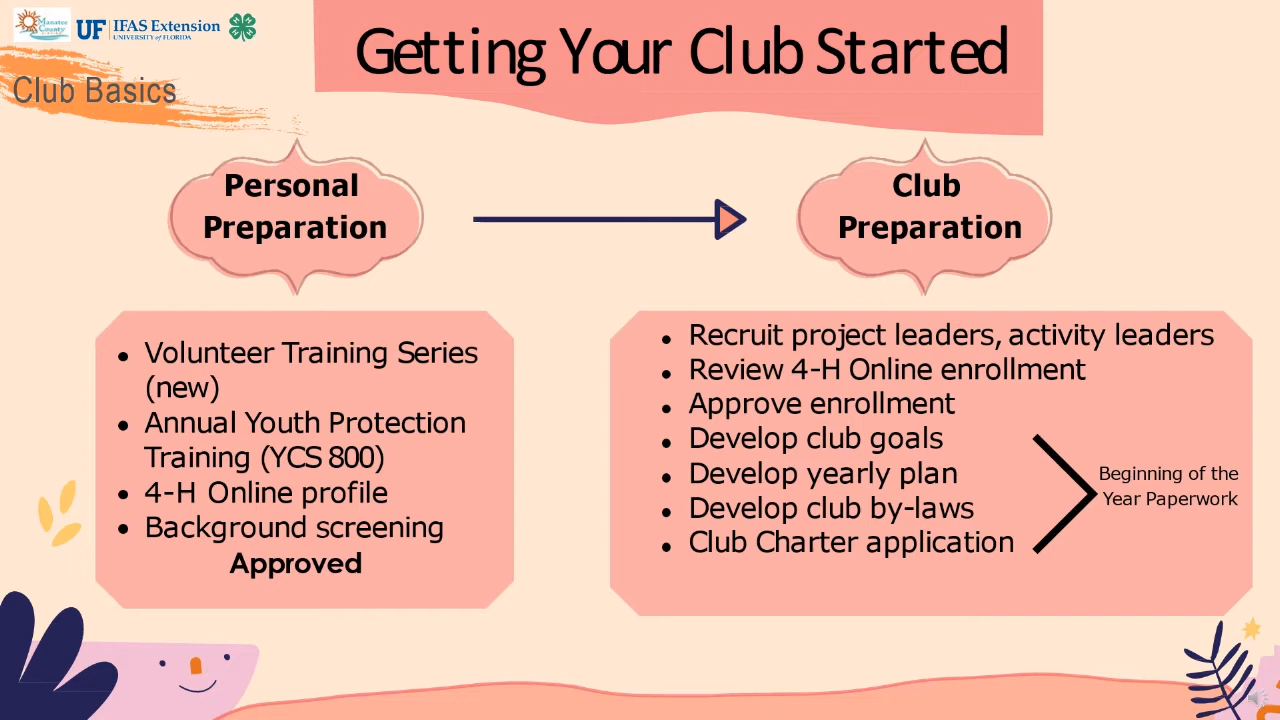 Manatee
County
UF IFAS Extension
UNIVERSITY of FLORIDA
Club Basics
Getting Your Club Started
Personal
Preparation
Club
Preparation
• Volunteer Training Series
(new)
• Annual Youth Protection
Training (YCS 800)
• 4-H Online profile
• Background screening
Approved
• Recruit project leaders, activity leaders
• Review 4-H Online enrollment
• Approve enrollment
• Develop club goals
• Develop yearly plan
• Develop club by-laws
• Club Charter application
Beginning of the
Year Paperwork